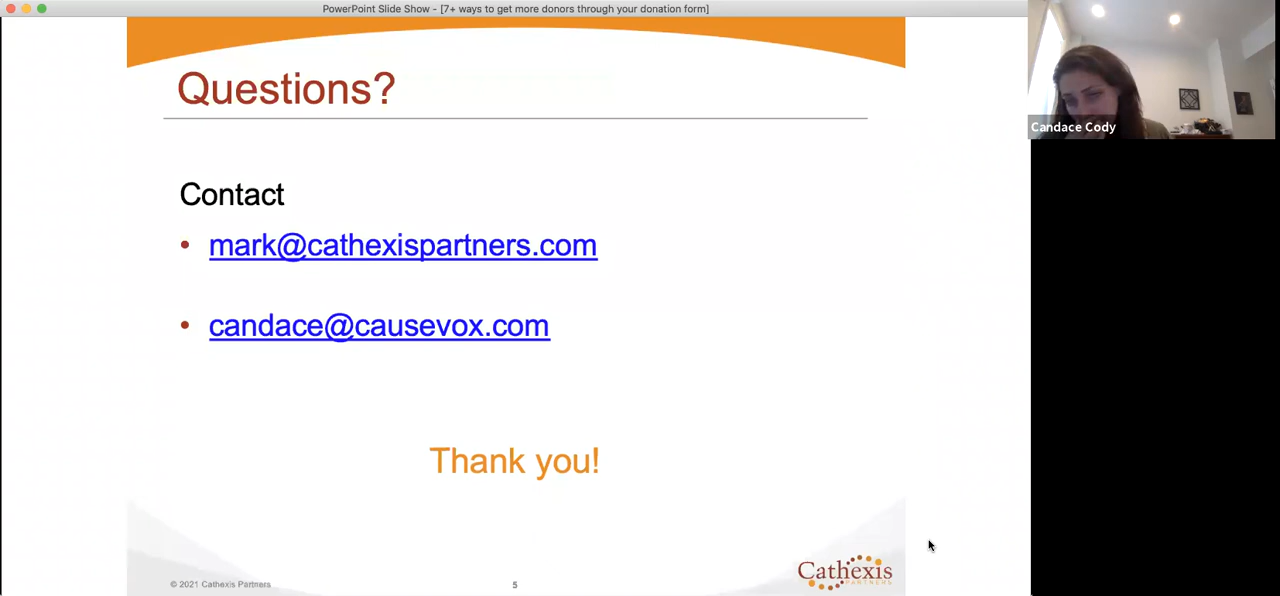 PowerPoint Slide Show - [7+ ways to get more donors through your donation form]
Questions?
Candace Cody
Contact
• mark@cathexispartners.com
• candace@causevox.com
Thank you!
© 2021 Cathexis Partners
5
Cathexis
PARTNERS